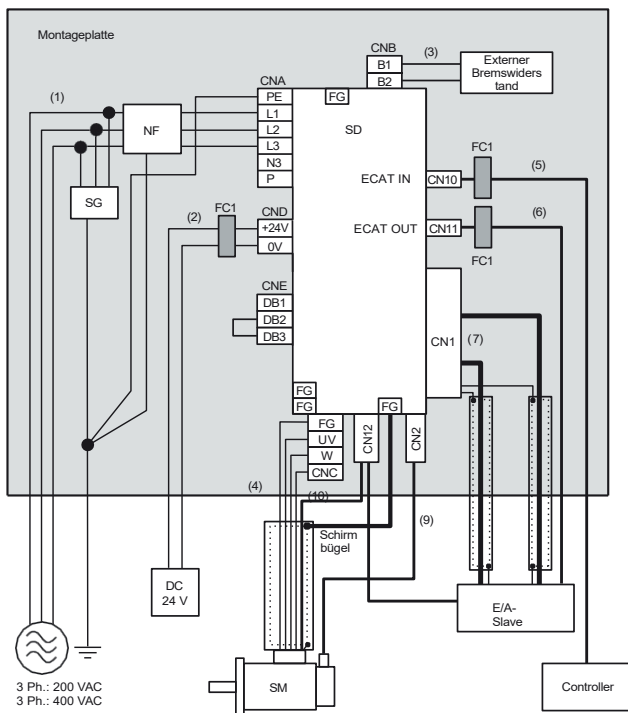 Montageplatte
CNB
(3)
B1
B2
Externer
Bremswiders
tand
CNA
PE
L1
L2
L3
N3
P
FG
SD
(1)
NF
SG
ECAT IN
CN10
FC1
(5)
(2)
FC1
CND
+24V
0V
ECAT OUT
CN11
(6)
FC1
CNE
DB1
DB2
DB3
CN1
(7)
FG
FG
FG
FG
UV
W
CNC
CN12
CN2
(4)
(10)
(9)
Schirm
bügel
DC
24 V
E/A-
Slave
SM
Controller
3 Ph.: 200 VAC
3 Ph.: 400 VAC